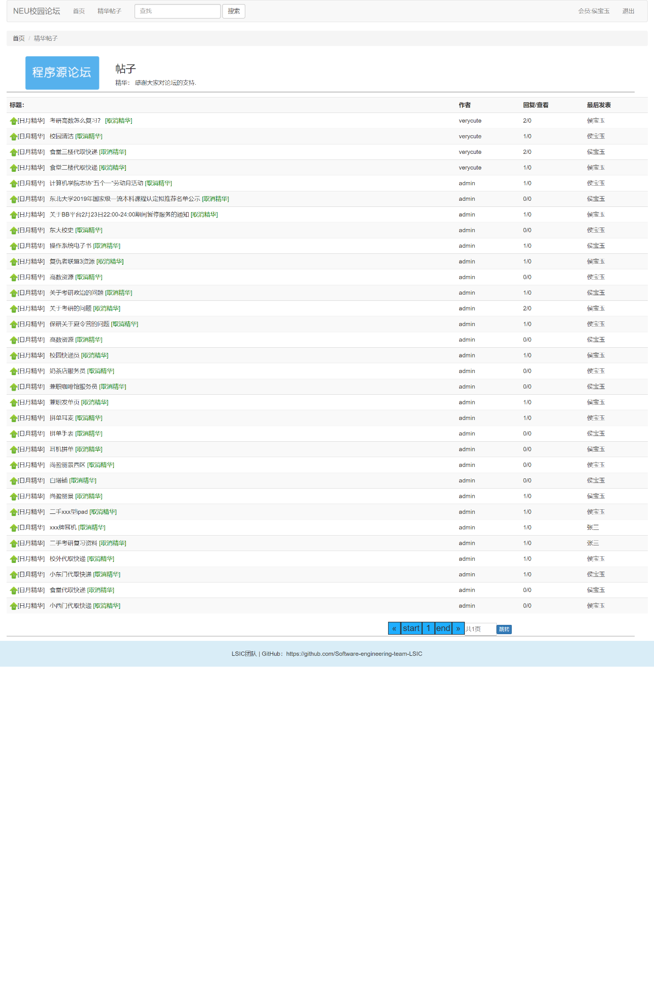 NEU校园论坛 首页 精华帖子 查找 搜索 会员:侯宝玉 退出
首页 / 精华帖子
程序源论坛
帖子
精华： 感谢大家对论坛的支持.
标题： 作者 回复/查看 最后发表
[日月精华] 考研高数怎么复习？ [取消精华] verycute 2/0 侯宝玉
[日月精华] 校园清洁 [取消精华] verycute 1/0 侯宝玉
[日月精华] 食堂三楼代取快递 [取消精华] verycute 2/0 侯宝玉
[日月精华] 食堂二楼代取快递 [取消精华] verycute 1/0 侯宝玉
[日月精华] 计算机学院志协“五个一”劳动月活动 [取消精华] admin 1/0 侯宝玉
[日月精华] 东北大学2019年国家级一流本科课程认定拟推荐名单公示 [取消精华] admin 0/0 侯宝玉
[日月精华] 关于BB平台2月23日22:00-24:00期间暂停服务的通知 [取消精华] admin 1/0 侯宝玉
[日月精华] 东大校史 [取消精华] admin 0/0 侯宝玉
[日月精华] 操作系统电子书 [取消精华] admin 1/0 侯宝玉
[日月精华] 复仇者联盟3资源 [取消精华] admin 1/0 侯宝玉
[日月精华] 高数资源 [取消精华] admin 0/0 侯宝玉
[日月精华] 关于考研政治的问题 [取消精华] admin 1/0 侯宝玉
[日月精华] 关于考研的问题 [取消精华] admin 2/0 侯宝玉
[日月精华] 保研关于夏令营的问题 [取消精华] admin 1/0 侯宝玉
[日月精华] 高数资源 [取消精华] admin 0/0 侯宝玉
[日月精华] 校园快递员 [取消精华] admin 1/0 侯宝玉
[日月精华] 奶茶店服务员 [取消精华] admin 0/0 侯宝玉
[日月精华] 兼职咖啡馆服务员 [取消精华] admin 0/0 侯宝玉
[日月精华] 兼职发单页 [取消精华] admin 1/0 侯宝玉
[日月精华] 拼单耳麦 [取消精华] admin 1/0 侯宝玉
[日月精华] 拼单手表 [取消精华] admin 0/0 侯宝玉
[日月精华] 耳机拼单 [取消精华] admin 0/0 侯宝玉
[日月精华] 尚盈丽景西区 [取消精华] admin 0/0 侯宝玉
[日月精华] 白塔铺 [取消精华] admin 0/0 侯宝玉
[日月精华] 尚盈丽景 [取消精华] admin 1/0 侯宝玉
[日月精华] 二手xxx型ipad [取消精华] admin 1/0 侯宝玉
[日月精华] xxx牌耳机 [取消精华] admin 1/0 张三
[日月精华] 二手考研复习资料 [取消精华] admin 1/0 张三
[日月精华] 校外代取快递 [取消精华] admin 1/0 侯宝玉
[日月精华] 小东门代取快递 [取消精华] admin 1/0 侯宝玉
[日月精华] 食堂代取快递 [取消精华] admin 0/0 侯宝玉
[日月精华] 小西门代取快递 [取消精华] admin 0/0 侯宝玉
« start 1 end » 共1页 跳转
LSIC团队 | GitHub：https://github.com/Software-engineering-team-LSIC